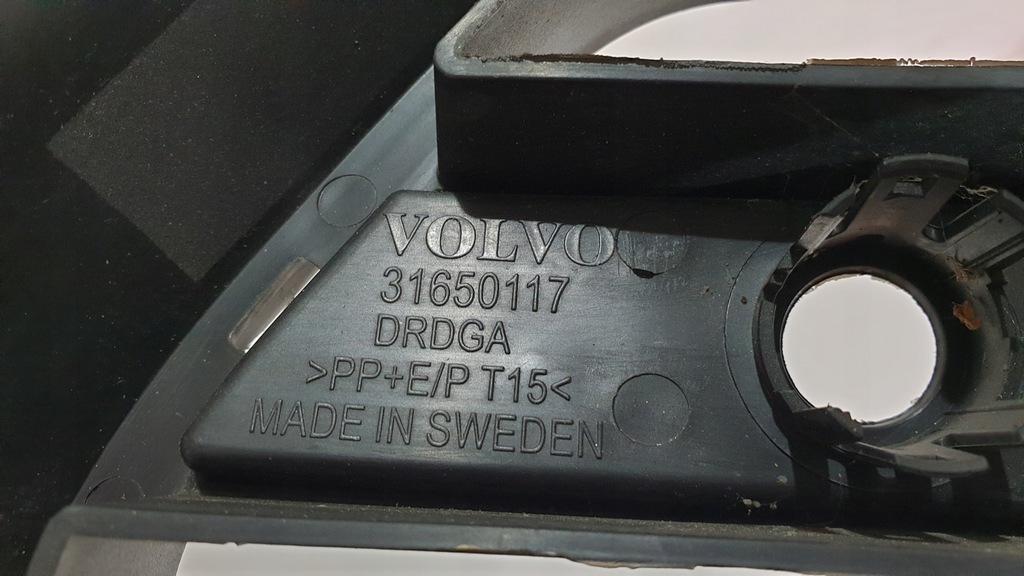 VOLVO
31650117
DRDGA
>PP+E/P T15<
MADE IN SWEDEN